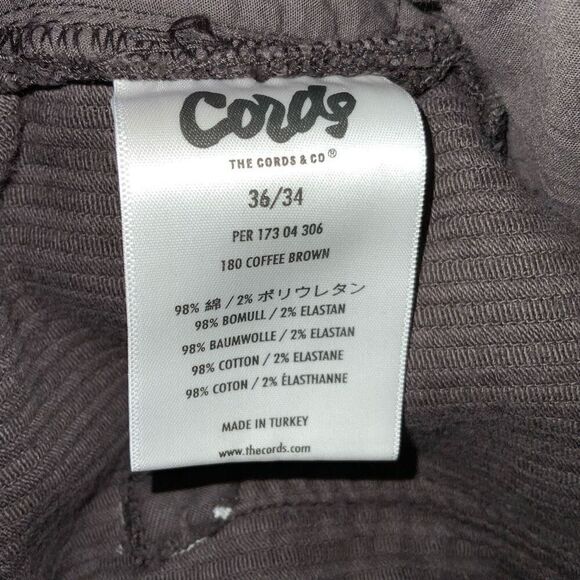 Cords
THE CORDS & CO®
36/34
PER 173 04 306
180 COFFEE BROWN
98% 綿 / 2% ポリウレタン
98% BOMULL / 2% ELASTAN
98% BAUMWOLLE / 2% ELASTAN
98% COTTON / 2% ELASTANE
98% COTON / 2% ÉLASTHANNE
MADE IN TURKEY
www.thecords.com